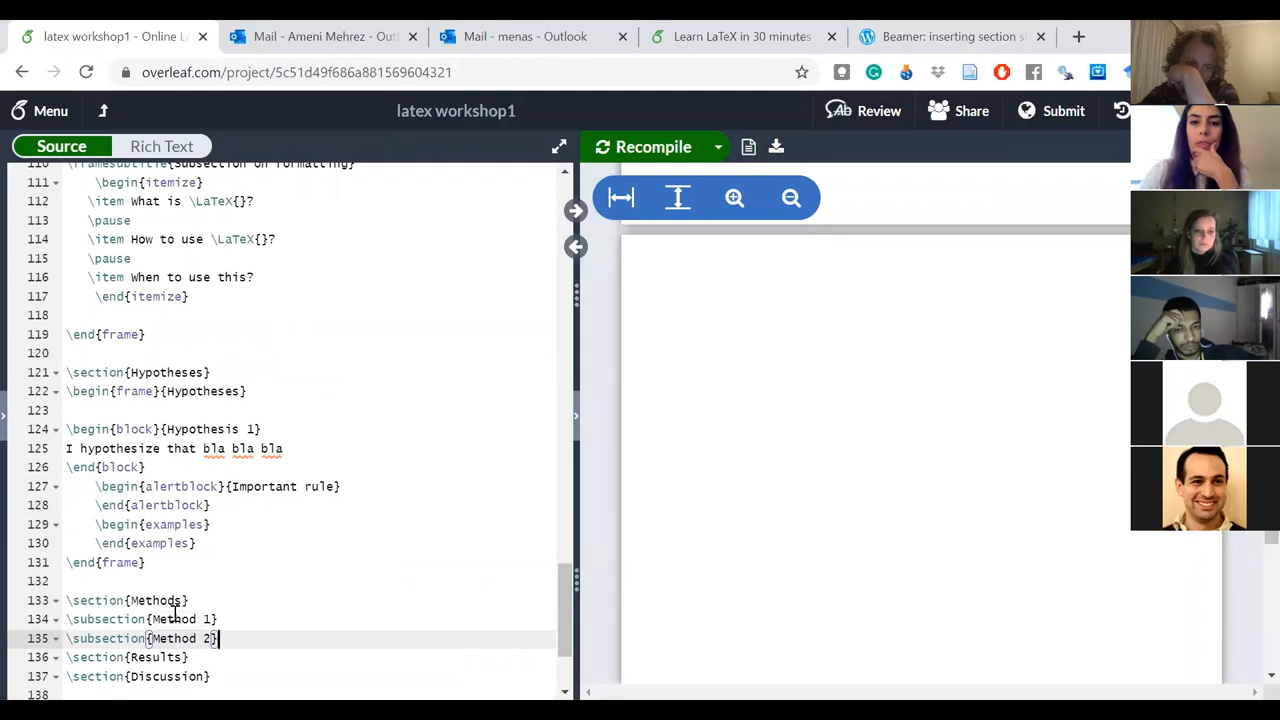 latex workshop1 - Online L
Mail - Ameni Mehrez - Out
Mail - menas - Outlook
Learn LaTeX in 30 minutes
Beamer: inserting section s
overleaf.com/project/5c51d49f686a881569604321
Menu
latex workshop1
Review
Share
Submit
Source
Rich Text
Recompile
110 \framesubtitle{Subsection on formatting}
111 \begin{itemize}
112 \item What is \LaTeX{}?
113 \pause
114 \item How to use \LaTeX{}?
115 \pause
116 \item When to use this?
117 \end{itemize}
118
119 \end{frame}
120
121 \section{Hypotheses}
122 \begin{frame}{Hypotheses}
123
124 \begin{block}{Hypothesis 1}
125 I hypothesize that bla bla bla
126 \end{block}
127 \begin{alertblock}{Important rule}
128 \end{alertblock}
129 \begin{examples}
130 \end{examples}
131 \end{frame}
132
133 \section{Methods}
134 \subsection{Method 1}
135 \subsection{Method 2}
136 \section{Results}
137 \section{Discussion}
138